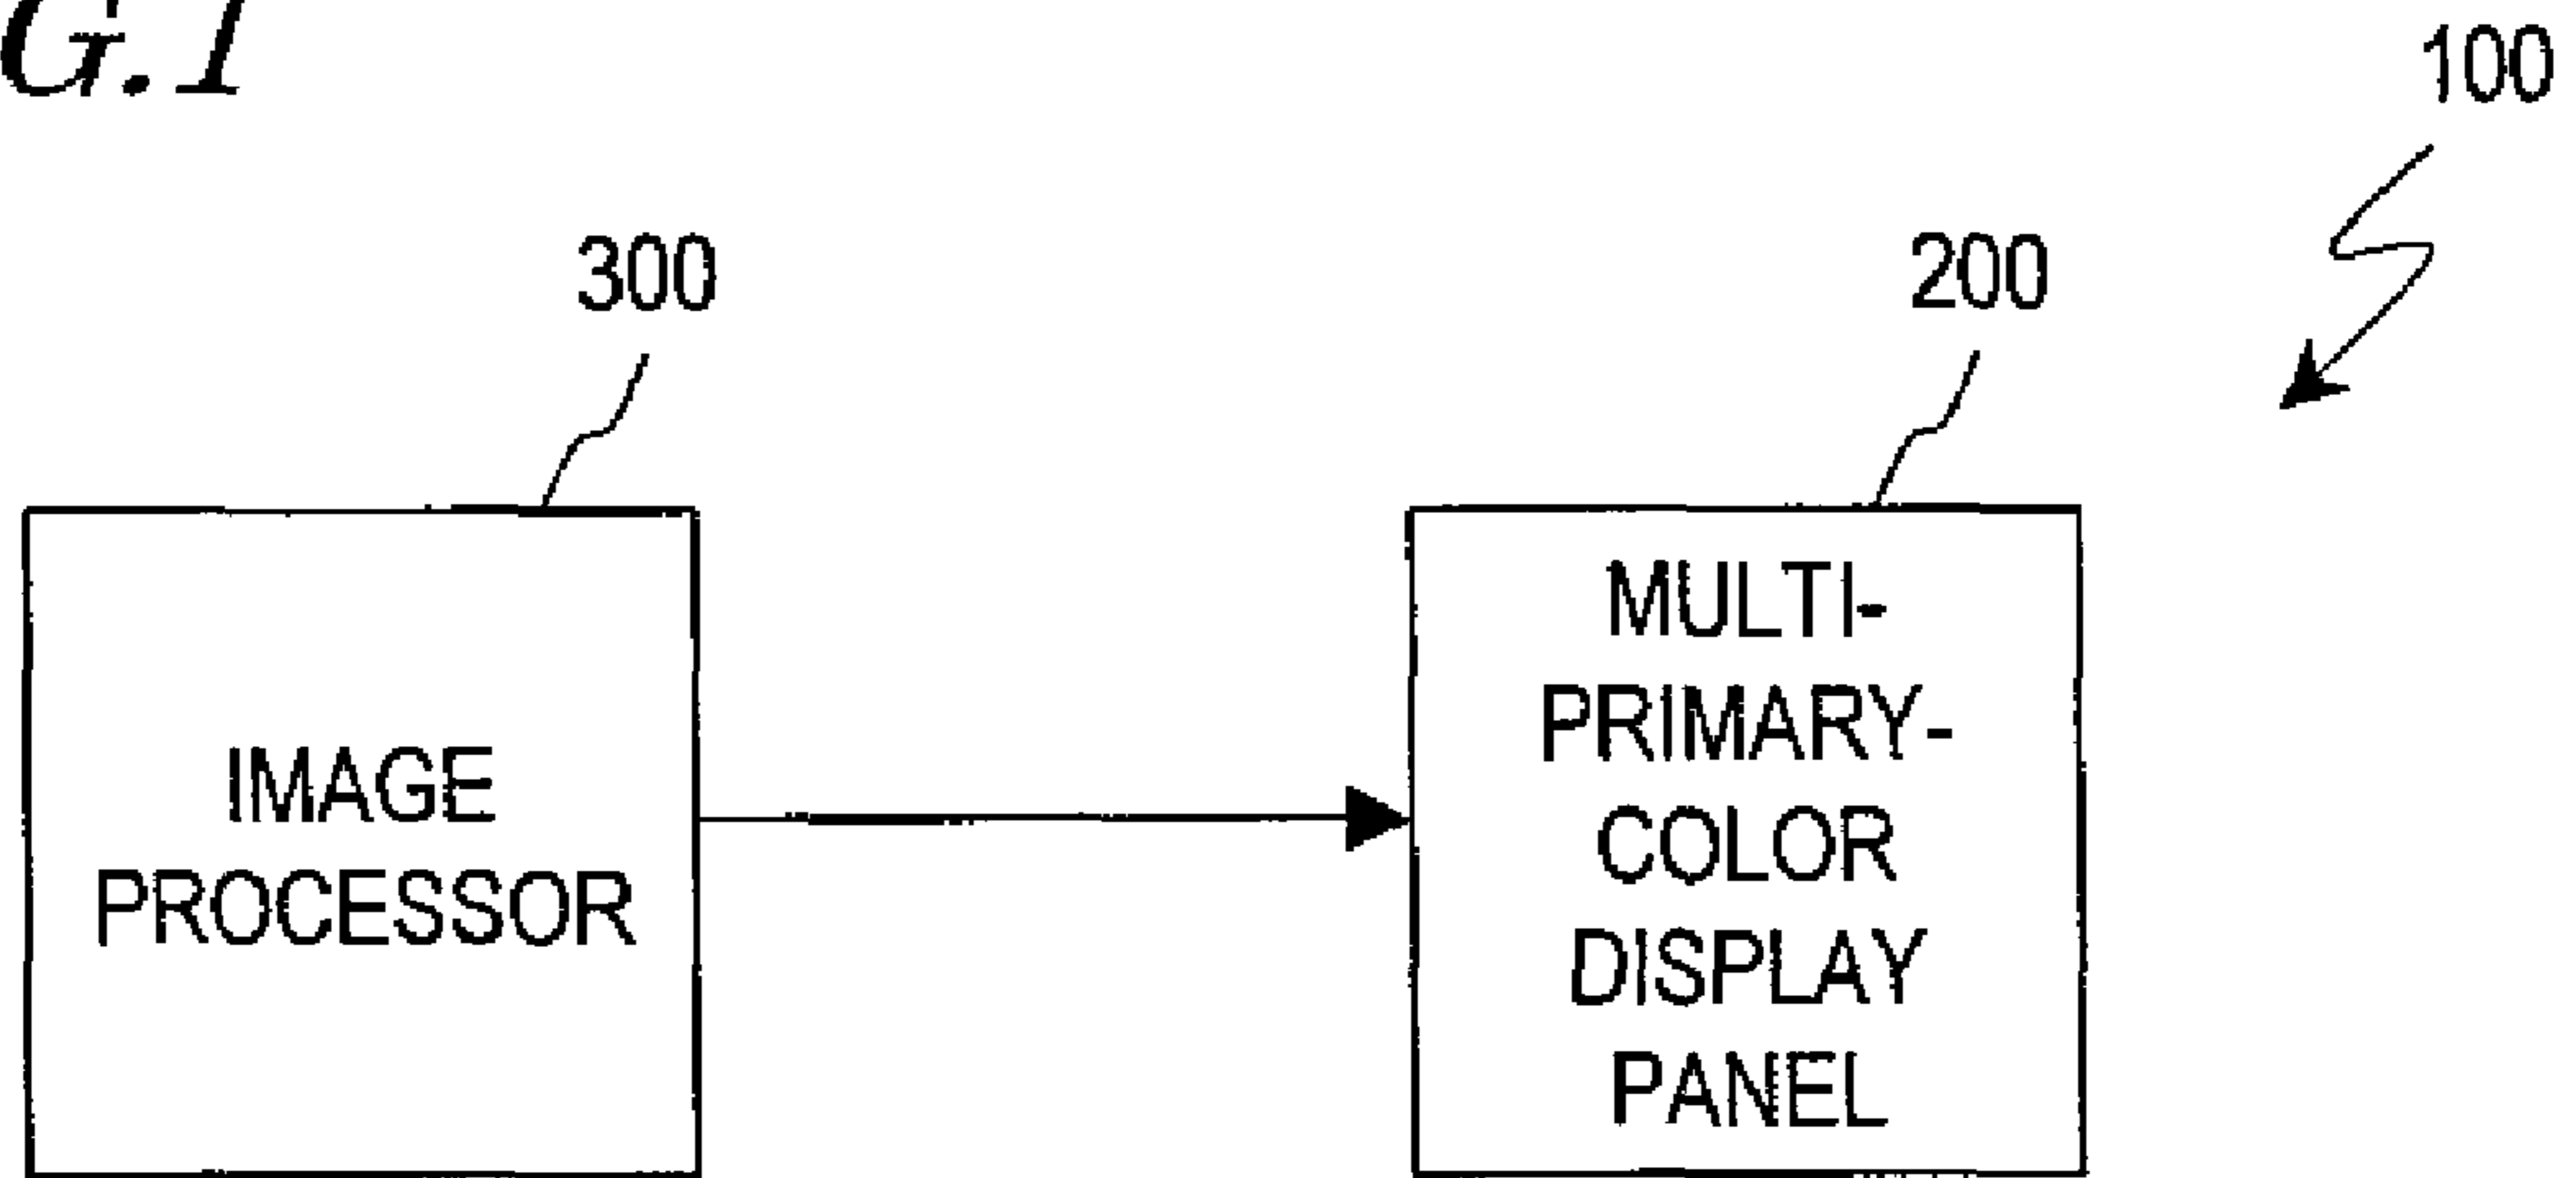 G.1
100
300
200
IMAGE
PROCESSOR
MULTI-
PRIMARY-
COLOR
DISPLAY
PANEL